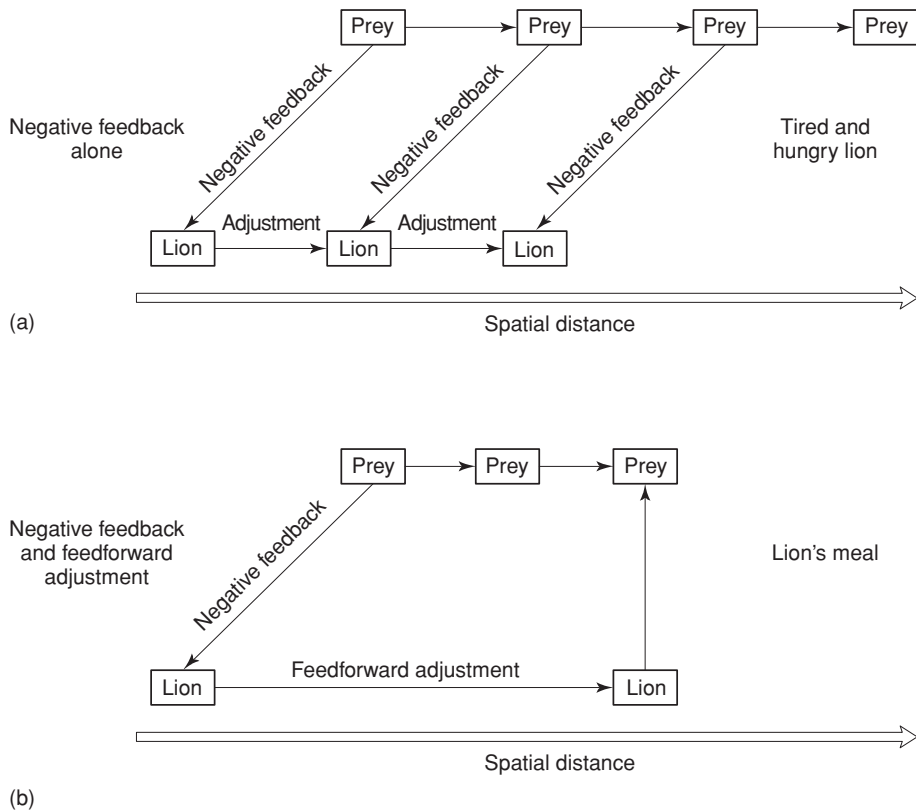 Prey
Prey
Prey
Prey
Negative feedback
alone
Negative feedback
Negative feedback
Negative feedback
Tired and
hungry lion
Adjustment
Adjustment
Lion
Lion
Lion
Spatial distance
(a)
Prey
Prey
Prey
Negative feedback
and feedforward
adjustment
Negative feedback
Lion's meal
Feedforward adjustment
Lion
Lion
Spatial distance
(b)